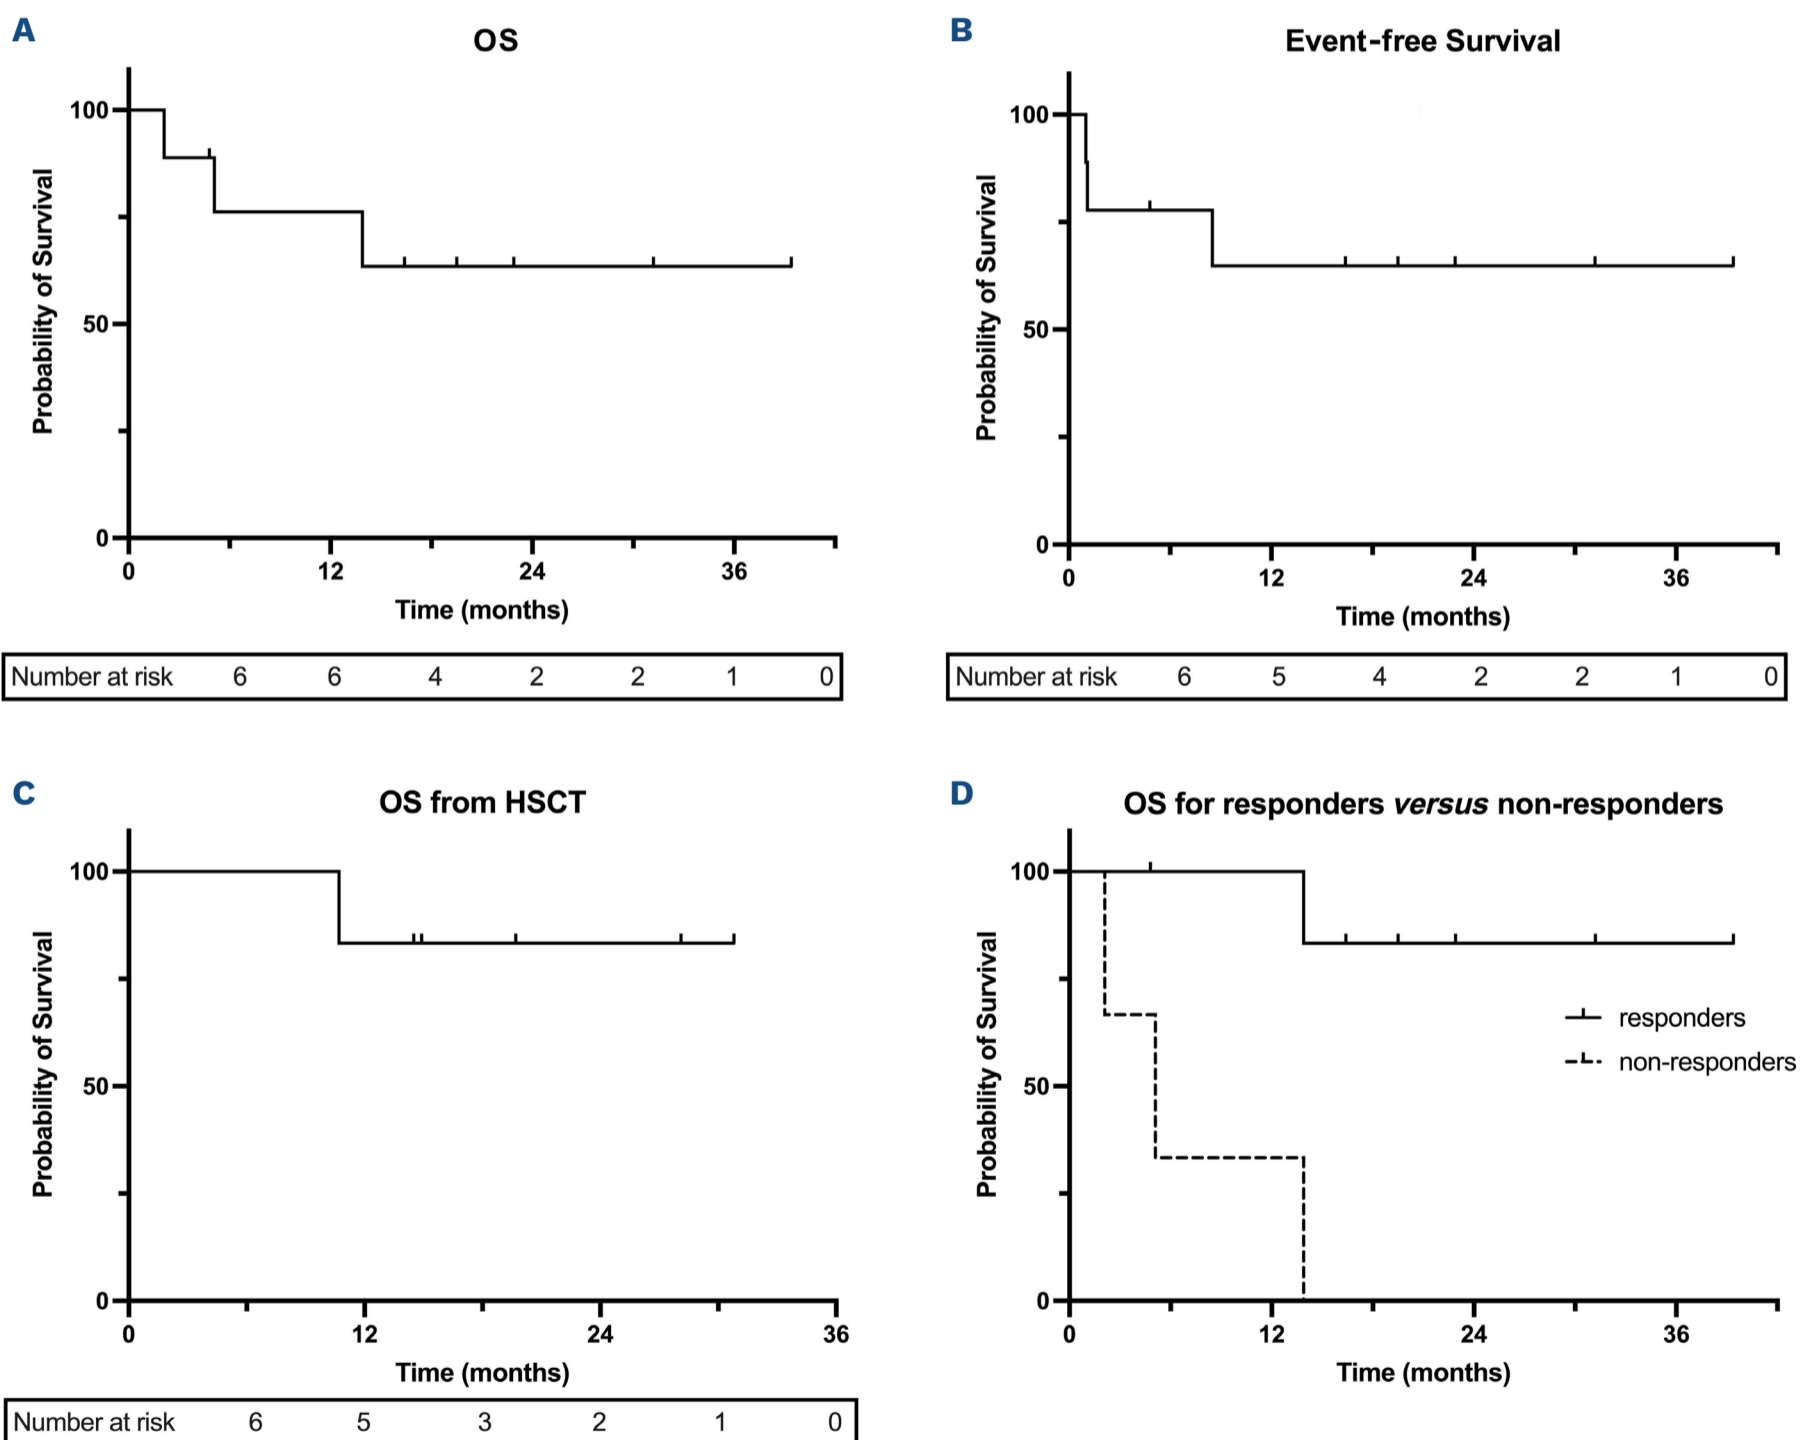 A
OS
100
50
0
Probability of Survival
0 12 24 36
Time (months)
Number at risk 6 6 4 2 2 1 0
B
Event-free Survival
100
50
0
Probability of Survival
0 12 24 36
Time (months)
Number at risk 6 5 4 2 2 1 0
C
OS from HSCT
100
50
0
Probability of Survival
0 12 24 36
Time (months)
Number at risk 6 5 3 2 1 0
D
OS for responders versus non-responders
100
50
0
Probability of Survival
responders
non-responders
0 12 24 36
Time (months)